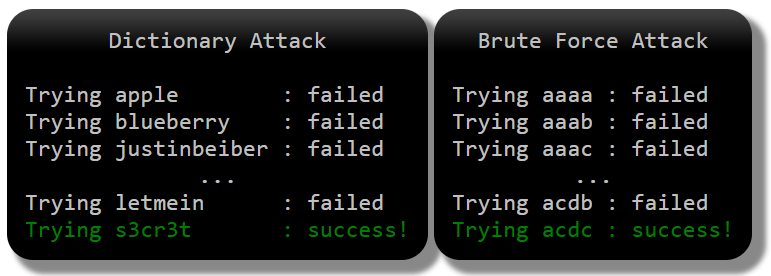 Dictionary Attack
Trying apple : failed
Trying blueberry : failed
Trying justinbeiber : failed
...
Trying letmein : failed
Trying s3cr3t : success!
Brute Force Attack
Trying aaaa : failed
Trying aaab : failed
Trying aaac : failed
...
Trying acdb : failed
Trying acdc : success!